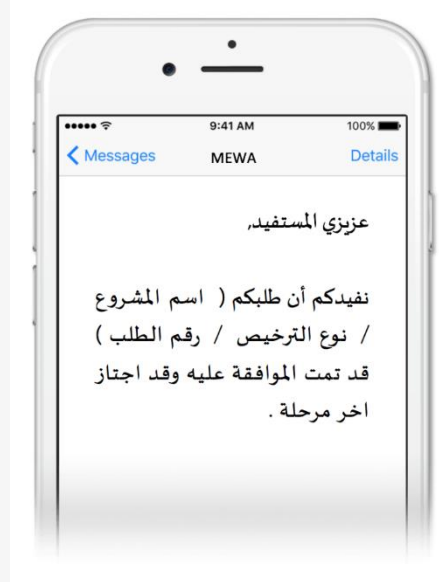 9:41 AM 100%
Messages MEWA Details
عزيزي المستفيد,
نفيدكم أن طلبكم ( اسم المشروع
/ نوع الترخيص / رقم الطلب )
قد تمت الموافقة عليه وقد اجتاز
اخر مرحلة .